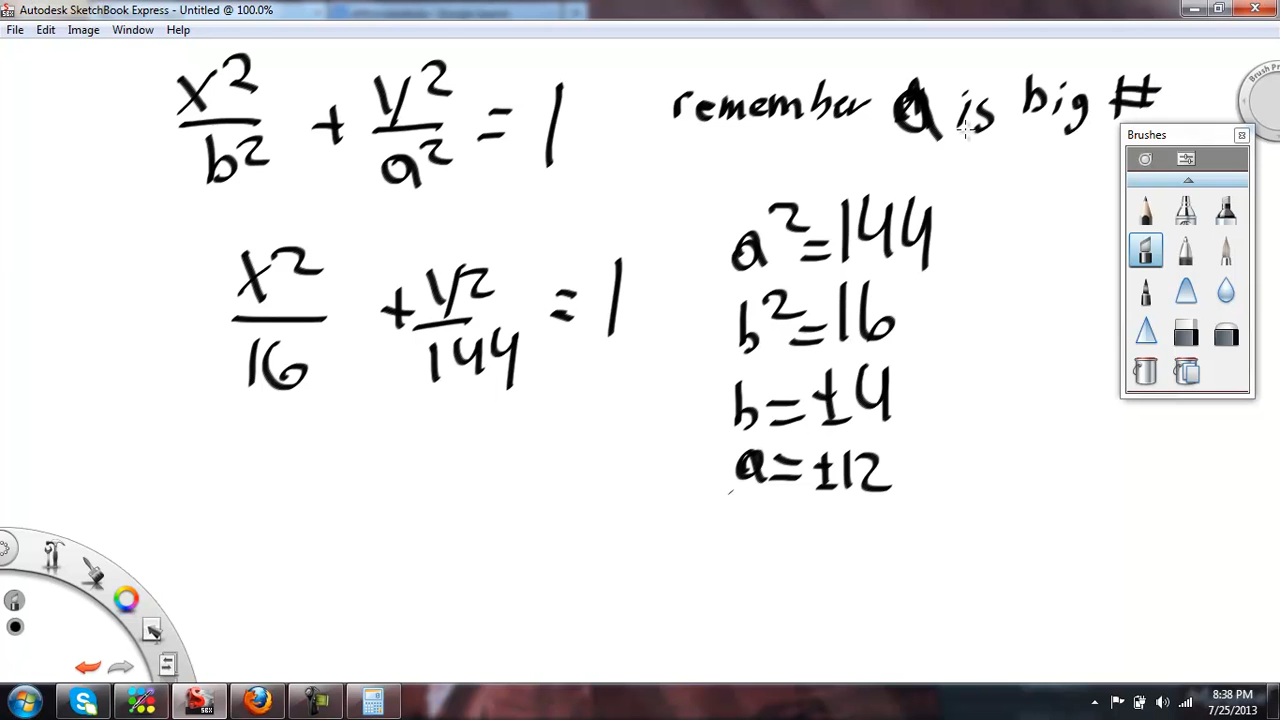 Autodesk SketchBook Express - Untitled @ 100.0%
File Edit Image Window Help
x² + y² = 1
b² a²
remember a is big #
Brushes
x² + y² = 1
16 144
a² = 144
b² = 16
b = ±4
a = ±12
SBX
8:38 PM
7/25/2013